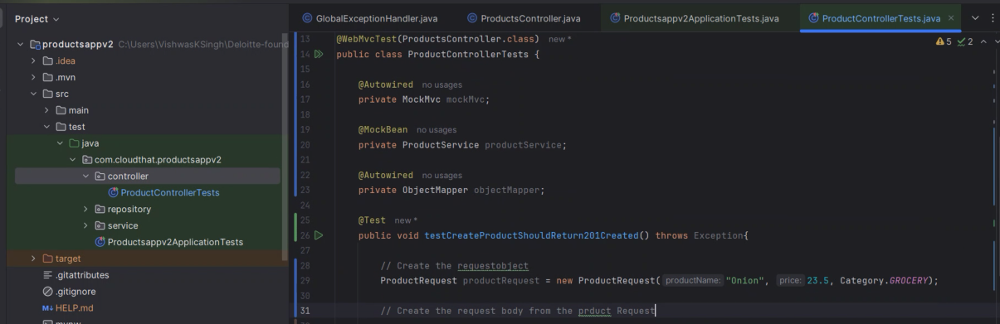 Project
GlobalExceptionHandler.java
ProductsController.java
Productsappv2ApplicationTests.java
ProductControllerTests.java
productsappv2 C:\Users\VishwasKSingh\Deloitte-found
.idea
.mvn
src
main
test
java
com.cloudthat.productsappv2
controller
ProductControllerTests
repository
service
Productsappv2ApplicationTests
target
.gitattributes
.gitignore
M↓ HELP.md
5 2
13 @WebMvcTest(ProductsController.class) new *
14 public class ProductControllerTests {
15
16 @Autowired no usages
17 private MockMvc mockMvc;
18
19 @MockBean no usages
20 private ProductService productService;
21
22 @Autowired no usages
23 private ObjectMapper objectMapper;
24
25 @Test new *
26 public void testCreateProductShouldReturn201Created() throws Exception{
27
28 // Create the requestobject
29 ProductRequest productRequest = new ProductRequest( productName: "Onion", price: 23.5, Category.GROCERY);
30
31 // Create the request body from the prduct Request